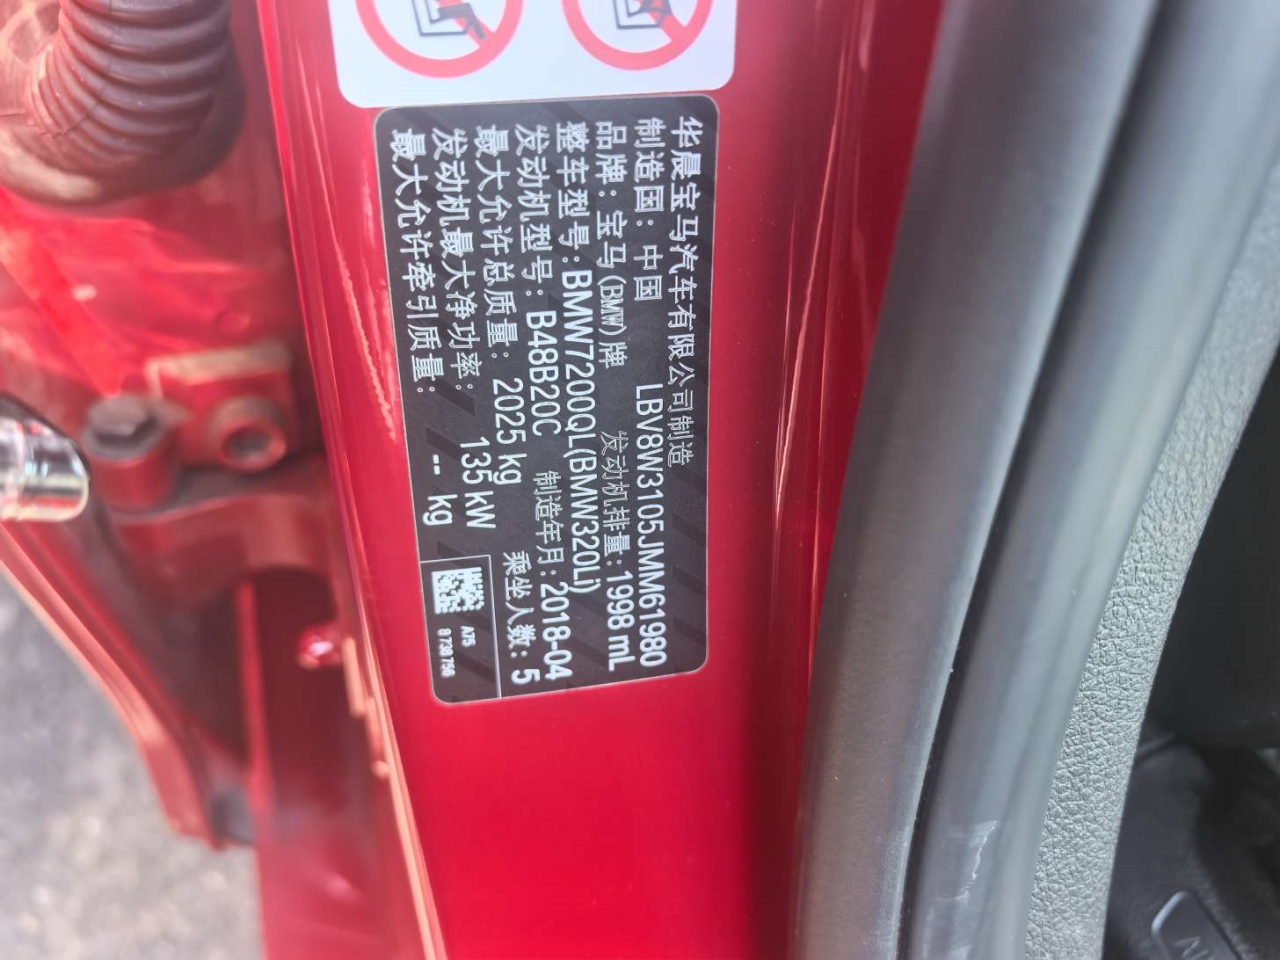 华晨宝马汽车有限公司制造
制造国：中国 LBV8W3105JMM61980
品牌：宝马(BMW)牌 发动机排量：1998 mL
整车型号：BMW7200QL(BMW320Li)
发动机型号：B48B20C 制造年月：2018-04
最大允许总质量：2025 kg 乘坐人数：5
发动机最大净功率：135 kW
最大允许牵引质量：-- kg
A75
8 738 756